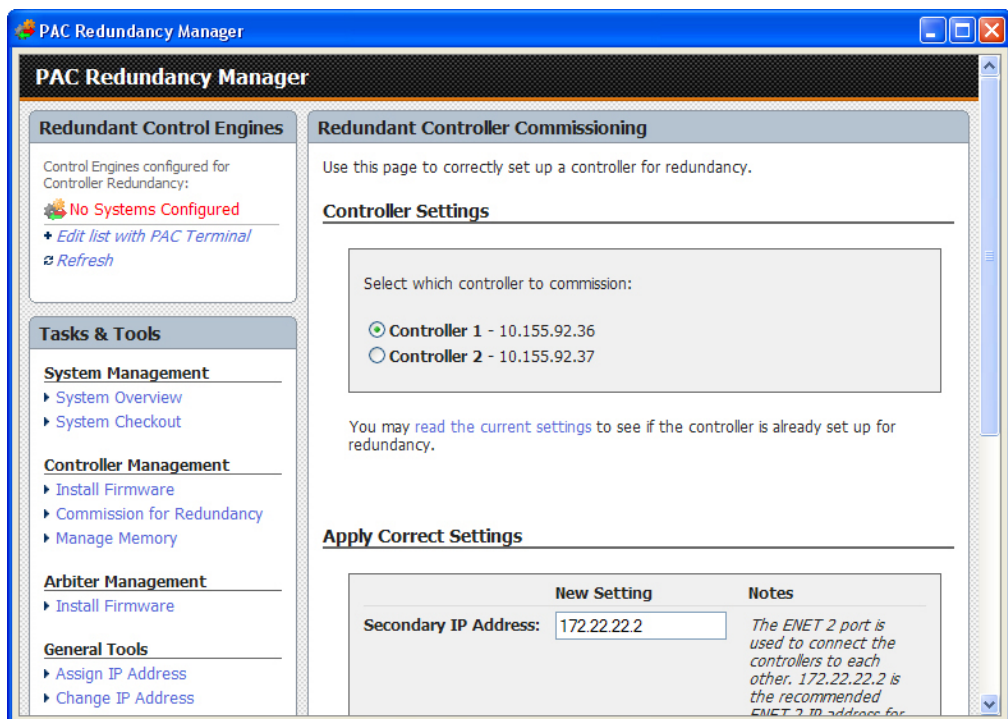 PAC Redundancy Manager
PAC Redundancy Manager
Redundant Control Engines
Control Engines configured for
Controller Redundancy:
No Systems Configured
Edit list with PAC Terminal
Refresh
Tasks & Tools
System Management
System Overview
System Checkout
Controller Management
Install Firmware
Commission for Redundancy
Manage Memory
Arbiter Management
Install Firmware
General Tools
Assign IP Address
Change IP Address
Redundant Controller Commissioning
Use this page to correctly set up a controller for redundancy.
Controller Settings
Select which controller to commission:
Controller 1 - 10.155.92.36
Controller 2 - 10.155.92.37
You may read the current settings to see if the controller is already set up for
redundancy.
Apply Correct Settings
New Setting Notes
Secondary IP Address: 172.22.22.2
The ENET 2 port is
used to connect the
controllers to each
other. 172.22.22.2 is
the recommended
ENET 2 IP address for